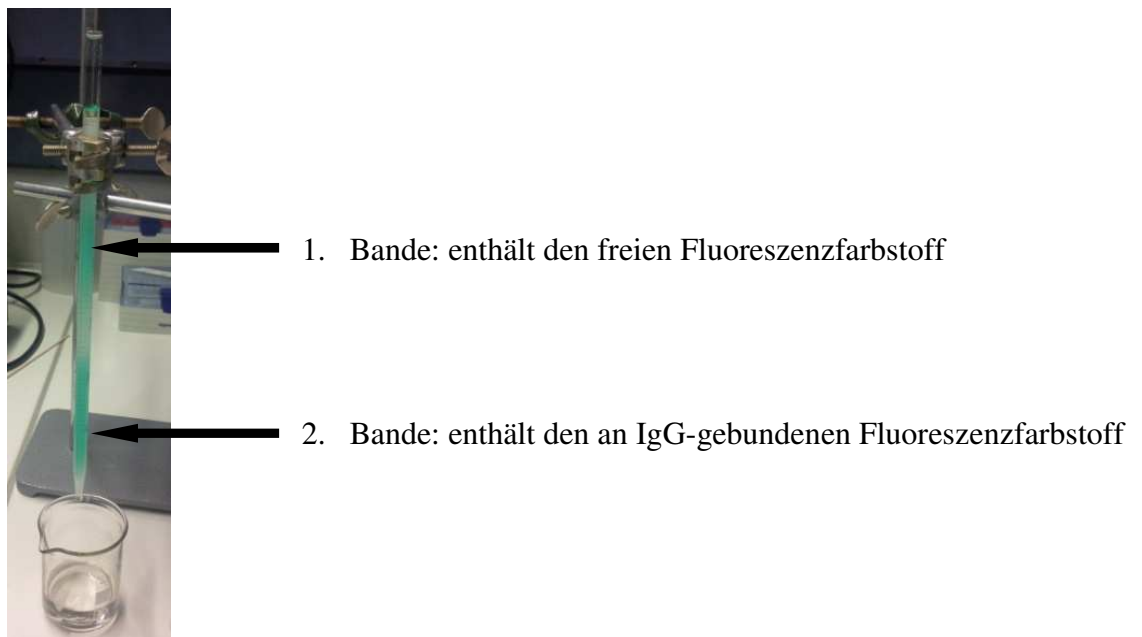 1. Bande: enthält den freien Fluoreszenzfarbstoff
2. Bande: enthält den an IgG-gebundenen Fluoreszenzfarbstoff